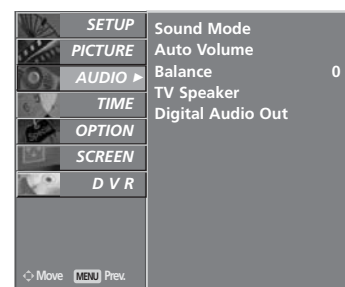 SETUP
PICTURE
AUDIO ►
TIME
OPTION
SCREEN
D V R
Sound Mode
Auto Volume
Balance 0
TV Speaker
Digital Audio Out
Move MENU Prev.